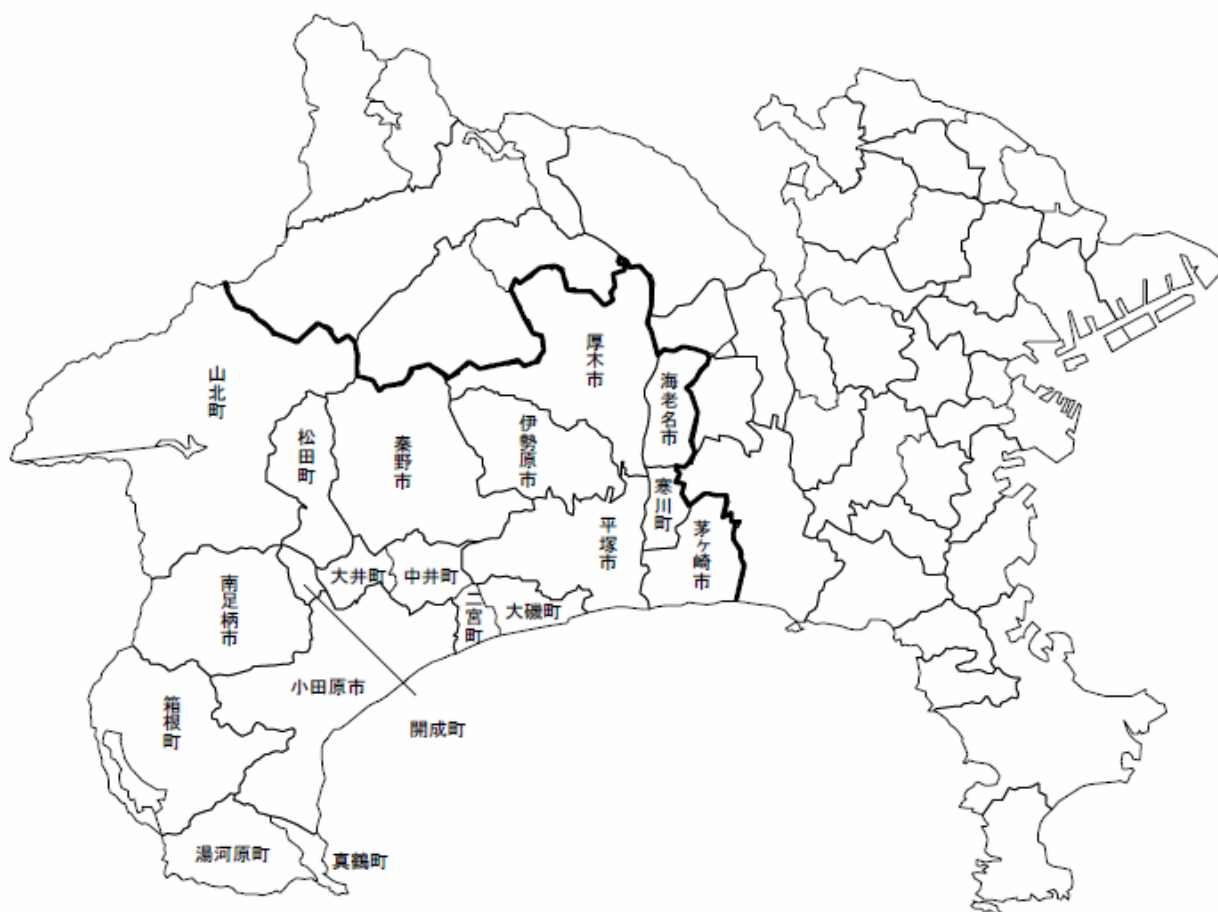 厚木市
山北町
海老名市
松田町
秦野市
伊勢原市
寒川町
平塚市
茅ヶ崎市
大井町
中井町
南足柄市
二宮町
大磯町
小田原市
箱根町
開成町
湯河原町
真鶴町